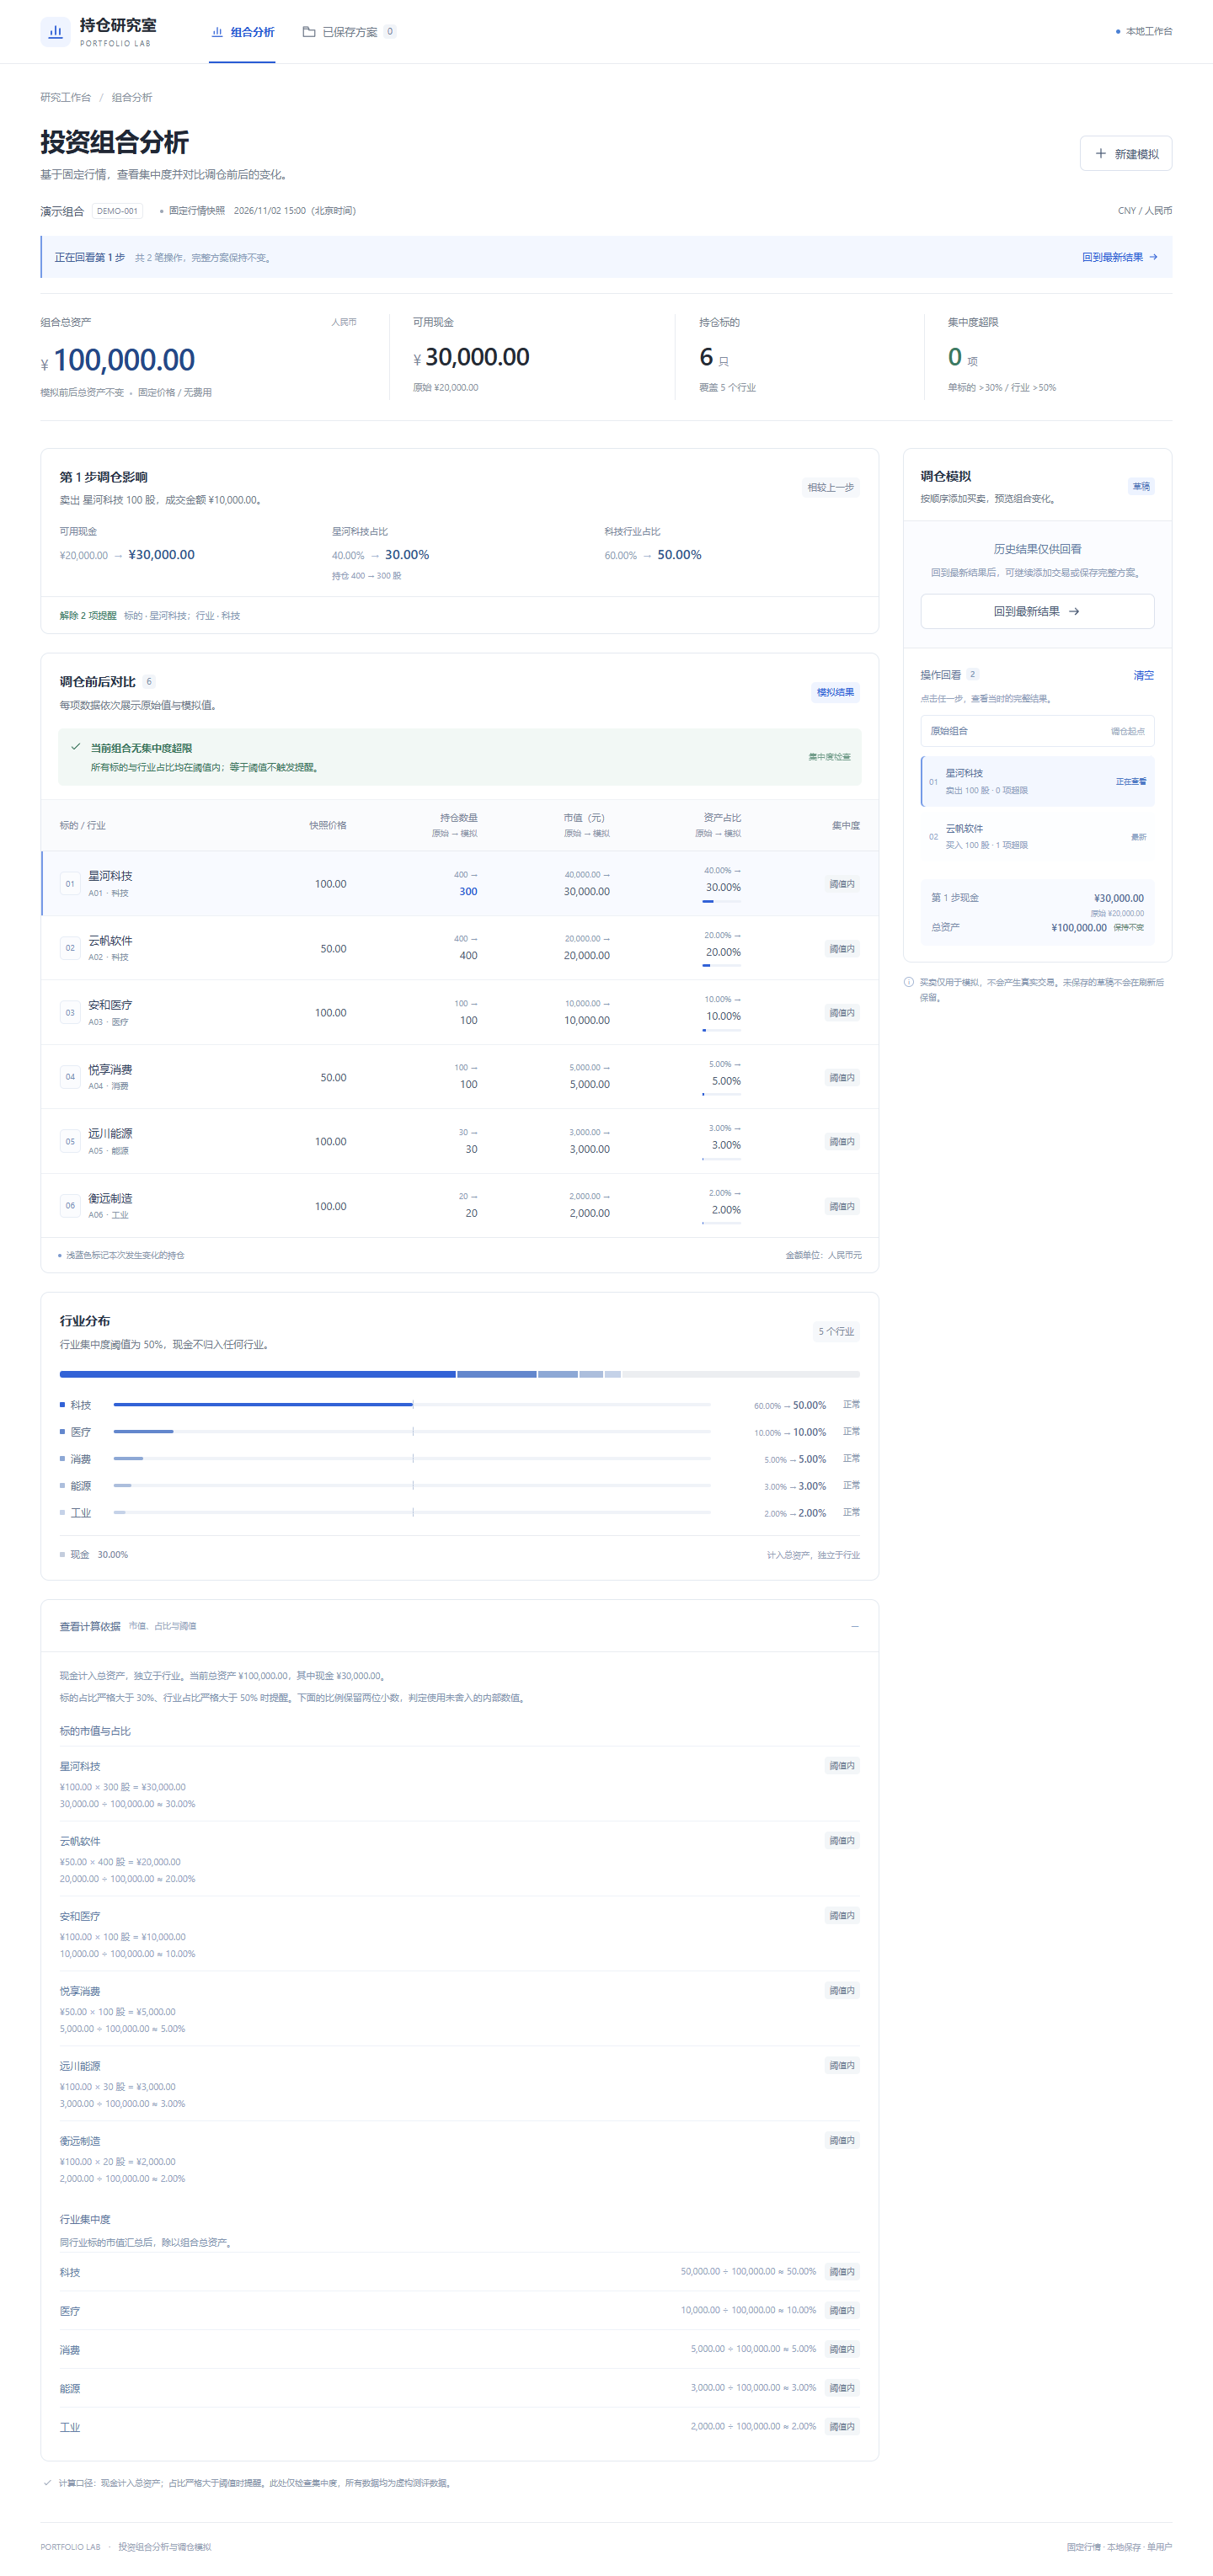 持仓研究室
PORTFOLIO LAB
组合分析
已保存方案 0
本地工作台
研究工作台 / 组合分析
投资组合分析
基于固定行情，查看集中度并对比调仓前后的变化。
新建模拟
演示组合 DEMO-001 • 固定行情快照 2026/11/02 15:00（北京时间）
CNY / 人民币
正在回看第 1 步 共 2 笔操作，完整方案保持不变。
回到最新结果 →
组合总资产 人民币
¥ 100,000.00
模拟前后总资产不变 • 固定价格 / 无费用
可用现金
¥ 30,000.00
原始 ¥20,000.00
持仓标的
6 只
覆盖 5 个行业
集中度超限
0 项
单标的 >30% / 行业 >50%
第 1 步调仓影响
卖出 星河科技 100 股，成交金额 ¥10,000.00。
相较上一步
可用现金
¥20,000.00 → ¥30,000.00
星河科技占比
40.00% → 30.00%
持仓 400 → 300 股
科技行业占比
60.00% → 50.00%
解除 2 项提醒 标的 · 星河科技；行业 · 科技
调仓前后对比 6
每项数据依次展示原始值与模拟值。
模拟结果
当前组合无集中度超限
所有标的与行业占比均在阈值内；等于阈值不触发提醒。
集中度检查
标的 / 行业
快照价格
持仓数量
原始 → 模拟
市值（元）
原始 → 模拟
资产占比
原始 → 模拟
集中度
01 星河科技
A01 · 科技
100.00
400 →
300
40,000.00 →
30,000.00
40.00% →
30.00%
阈值内
02 云帆软件
A02 · 科技
50.00
400 →
400
20,000.00 →
20,000.00
20.00% →
20.00%
阈值内
03 安和医疗
A03 · 医疗
100.00
100 →
100
10,000.00 →
10,000.00
10.00% →
10.00%
阈值内
04 悦享消费
A04 · 消费
50.00
100 →
100
5,000.00 →
5,000.00
5.00% →
5.00%
阈值内
05 远川能源
A05 · 能源
100.00
30 →
30
3,000.00 →
3,000.00
3.00% →
3.00%
阈值内
06 衡远制造
A06 · 工业
100.00
20 →
20
2,000.00 →
2,000.00
2.00% →
2.00%
阈值内
• 浅蓝色标记本次发生变化的持仓
金额单位：人民币元
行业分布
行业集中度阈值为 50%，现金不归入任何行业。
5 个行业
科技 60.00% → 50.00% 正常
医疗 10.00% → 10.00% 正常
消费 5.00% → 5.00% 正常
能源 3.00% → 3.00% 正常
工业 2.00% → 2.00% 正常
现金 30.00%
计入总资产，独立于行业
查看计算依据 市值、占比与阈值
现金计入总资产，独立于行业。当前总资产 ¥100,000.00，其中现金 ¥30,000.00。
标的占比严格大于 30%、行业占比严格大于 50% 时提醒。下面的比例保留两位小数，判定使用未舍入的内部数值。
标的市值与占比
星河科技 阈值内
¥100.00 × 300 股 = ¥30,000.00
30,000.00 ÷ 100,000.00 ≈ 30.00%
云帆软件 阈值内
¥50.00 × 400 股 = ¥20,000.00
20,000.00 ÷ 100,000.00 ≈ 20.00%
安和医疗 阈值内
¥100.00 × 100 股 = ¥10,000.00
10,000.00 ÷ 100,000.00 ≈ 10.00%
悦享消费 阈值内
¥50.00 × 100 股 = ¥5,000.00
5,000.00 ÷ 100,000.00 ≈ 5.00%
远川能源 阈值内
¥100.00 × 30 股 = ¥3,000.00
3,000.00 ÷ 100,000.00 ≈ 3.00%
衡远制造 阈值内
¥100.00 × 20 股 = ¥2,000.00
2,000.00 ÷ 100,000.00 ≈ 2.00%
行业集中度
同行业标的市值汇总后，除以组合总资产。
科技 50,000.00 ÷ 100,000.00 ≈ 50.00% 阈值内
医疗 10,000.00 ÷ 100,000.00 ≈ 10.00% 阈值内
消费 5,000.00 ÷ 100,000.00 ≈ 5.00% 阈值内
能源 3,000.00 ÷ 100,000.00 ≈ 3.00% 阈值内
工业 2,000.00 ÷ 100,000.00 ≈ 2.00% 阈值内
计算口径：现金计入总资产；占比严格大于阈值时提醒。此处仅检查集中度，所有数据均为虚构测评数据。
调仓模拟
按顺序添加买卖，预览组合变化。
草稿
历史结果仅供回看
回到最新结果后，可继续添加交易或保存完整方案。
回到最新结果 →
操作回看 2
清空
点击任一步，查看当时的完整结果。
原始组合 调仓起点
01 星河科技
卖出 100 股 · 0 项超限
正在查看
02 云帆软件
买入 100 股 · 1 项超限
最新
第 1 步现金 ¥30,000.00
原始 ¥20,000.00
总资产 ¥100,000.00 保持不变
买卖仅用于模拟，不会产生真实交易。未保存的草稿不会在刷新后
保留。
PORTFOLIO LAB · 投资组合分析与调仓模拟
固定行情 · 本地保存 · 单用户